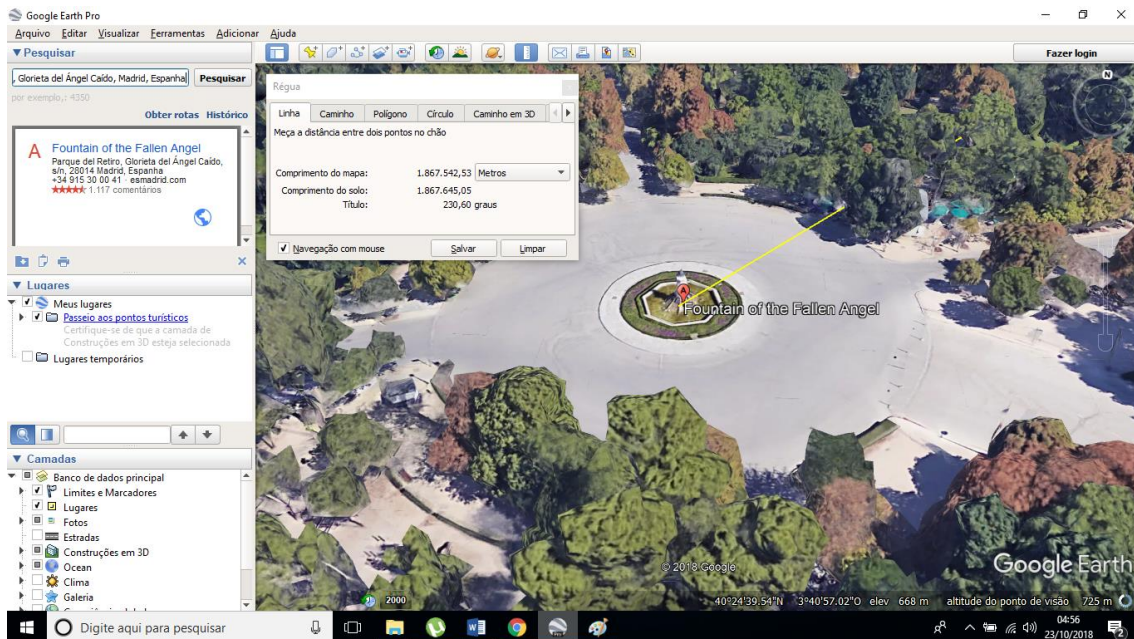 Google Earth Pro
Arquivo Editar Visualizar Ferramentas Adicionar Ajuda
Pesquisar
Fazer login
, Glorieta del Ángel Caído, Madrid, Espanha Pesquisar
por exemplo,: 4350
Obter rotas Histórico
A Fountain of the Fallen Angel
Parque del Retiro, Glorieta del Ángel Caído,
s/n, 28014 Madrid, Espanha
+34 915 30 00 41 · esmadrid.com
1.117 comentários
Régua
Linha Caminho Polígono Círculo Caminho em 3D
Meça a distância entre dois pontos no chão
Comprimento do mapa: 1.867.542,53 Metros
Comprimento do solo: 1.867.645,05
Título: 230,60 graus
Navegação com mouse Salvar Limpar
N
A
Fountain of the Fallen Angel
Lugares
Meus lugares
Passeio aos pontos turísticos
Certifique-se de que a camada de
Construções em 3D esteja selecionada
Lugares temporários
Camadas
Banco de dados principal
Limites e Marcadores
Lugares
Fotos
Estradas
Construções em 3D
Ocean
Clima
Galeria
© 2018 Google
Google Earth
2000
40°24'39.54"N 3°40'57.02"O elev 668 m altitude do ponto de visão 725 m
Digite aqui para pesquisar
04:56
23/10/2018